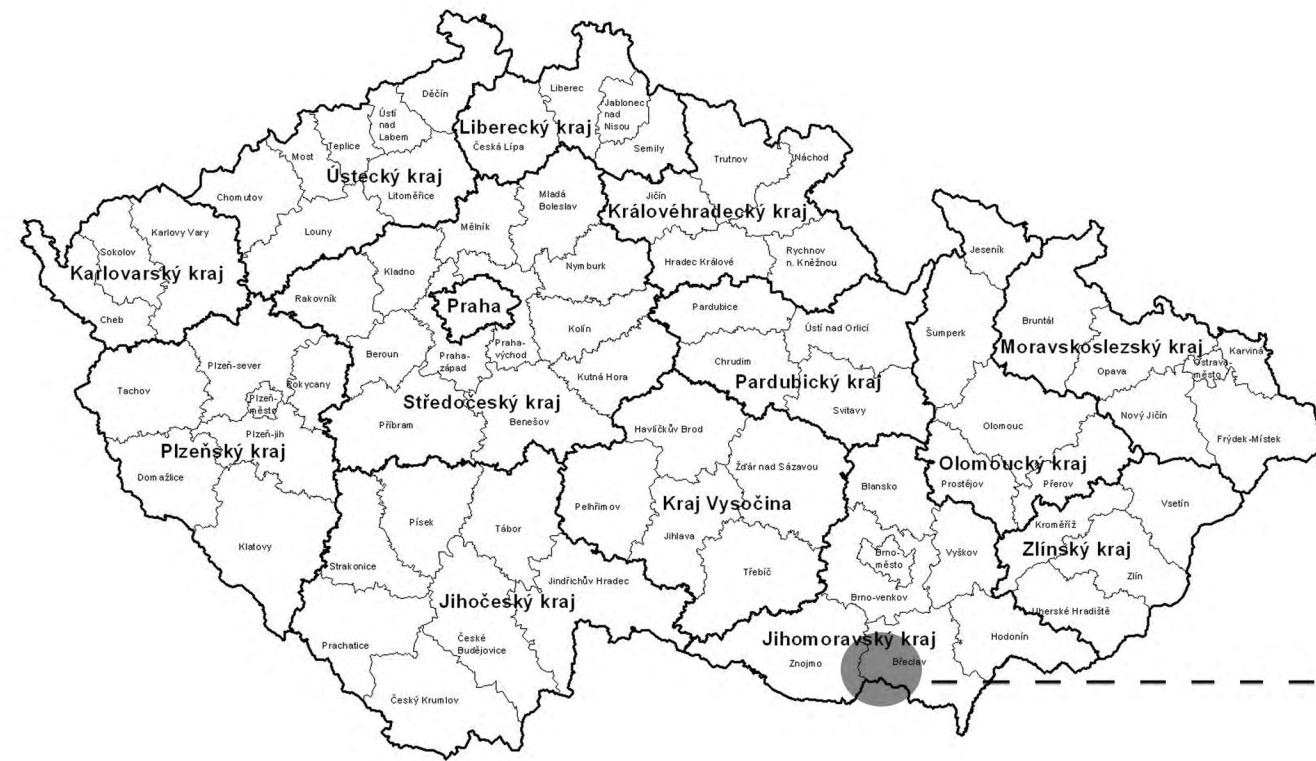 Děčín
Liberec
Jablonec
nad
Nisou
Ústí
nad
Labem
Liberecký kraj
Česká Lípa
Semily
Most
Teplice
Trutnov
Náchod
Ústecký kraj
Litoměřice
Chomutov
Jičín
Mladá
Boleslav
Královéhradecký kraj
Mělník
Louny
Karlovy Vary
Sokolov
Karlovarský kraj
Cheb
Kladno
Nymburk
Hradec Králové
Rychnov
n. Kněžnou
Jeseník
Rakovník
Praha
Pardubice
Kolín
Ústí nad Orlicí
Šumperk
Bruntál
Moravskoslezský kraj
Karviná
Ostrava-
město
Opava
Beroun
Praha-
západ
Praha-
východ
Chrudim
Pardubický kraj
Kutná Hora
Plzeň-sever
Rokycany
Tachov
Plzeň-
město
Středočeský kraj
Svitavy
Nový Jičín
Příbram
Benešov
Olomouc
Havlíčkův Brod
Plzeň-jih
Plzeňský kraj
Frýdek-Místek
Olomoucký kraj
Žďár nad Sázavou
Domažlice
Prostějov
Přerov
Blansko
Pelhřimov
Kraj Vysočina
Vsetín
Písek
Tábor
Kroměříž
Jihlava
Klatovy
Zlínský kraj
Brno-
město
Vyškov
Strakonice
Třebíč
Zlín
Jindřichův Hradec
Jihočeský kraj
Brno-venkov
Uherské Hradiště
Jihomoravský kraj
Hodonín
Prachatice
České
Budějovice
Znojmo
Břeclav
Český Krumlov